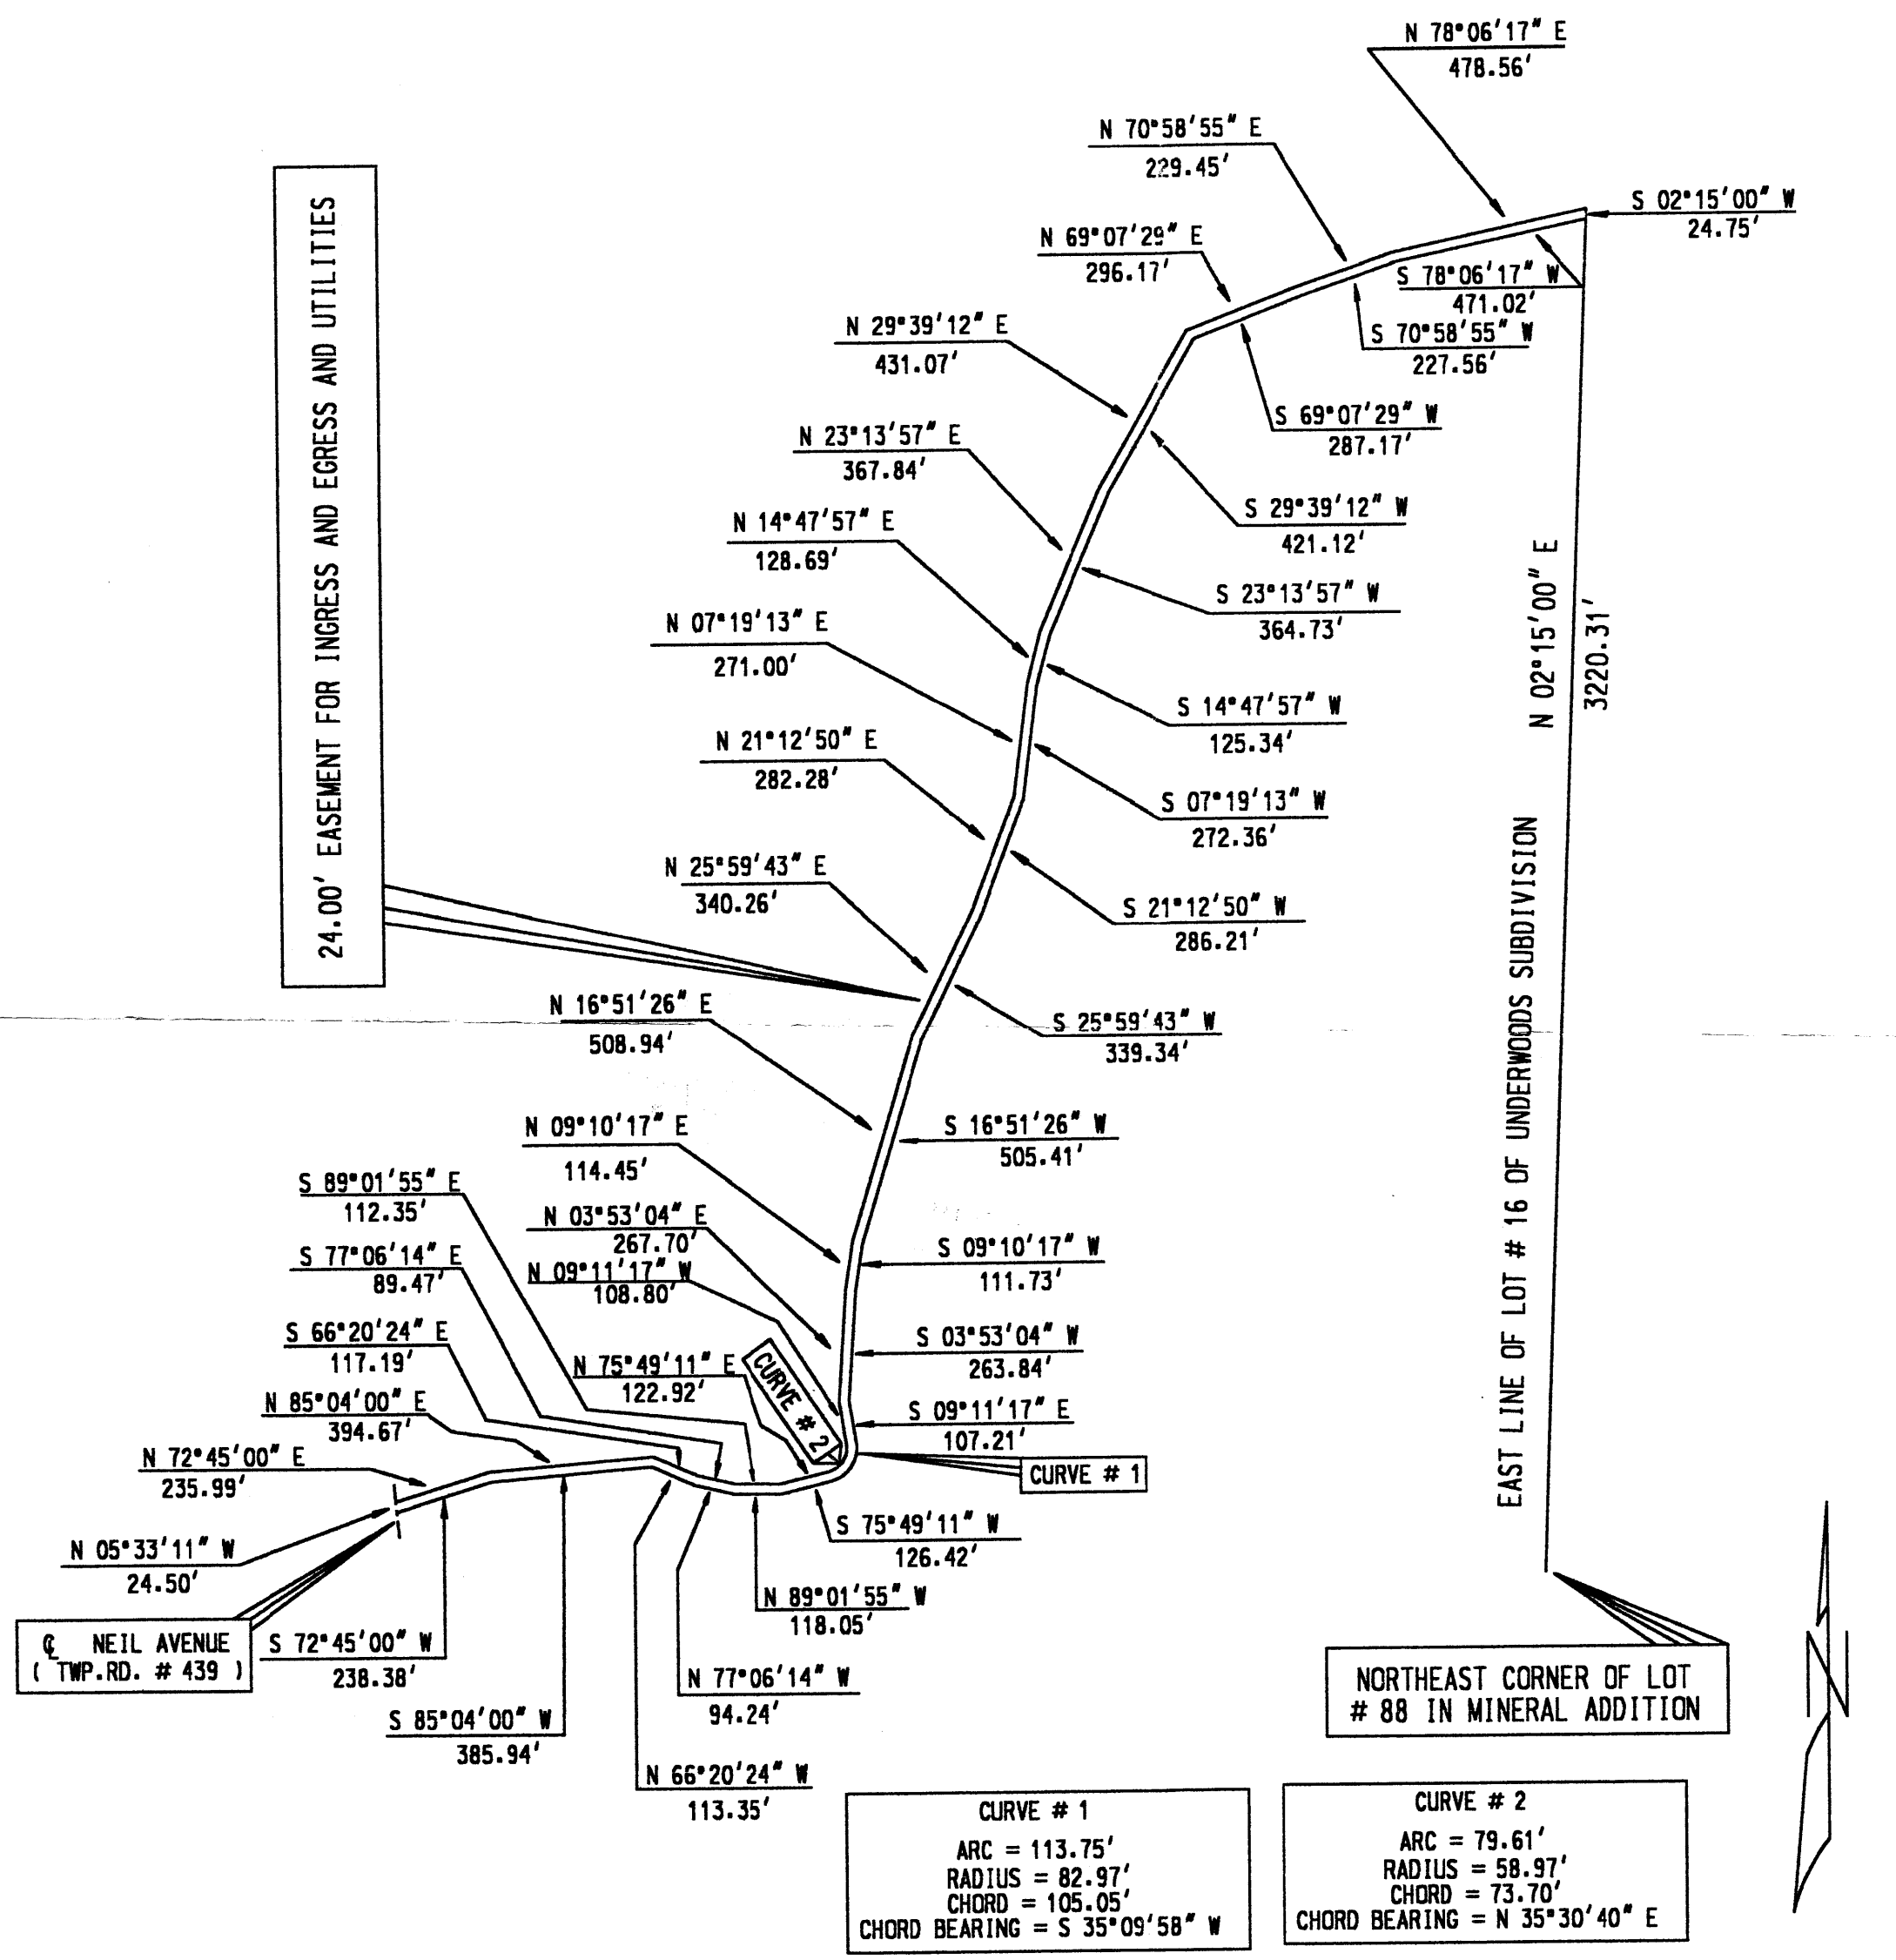 N 78°06'17" E
478.56'
N 70°58'55" E
229.45'
S 02°15'00" W
24.75'
N 69°07'29" E
296.17'
S 78°06'17" W
471.02'
S 70°58'55" W
227.56'
N 29°39'12" E
431.07'
S 69°07'29" W
287.17'
N 23°13'57" E
367.84'
S 29°39'12" W
421.12'
N 14°47'57" E
128.69'
S 23°13'57" W
364.73'
N 07°19'13" E
271.00'
S 14°47'57" W
125.34'
N 21°12'50" E
282.28'
S 07°19'13" W
272.36'
N 25°59'43" E
340.26'
S 21°12'50" W
286.21'
24.00' EASEMENT FOR INGRESS AND EGRESS AND UTILITIES
N 16°51'26" E
508.94'
S 25°59'43" W
339.34'
N 09°10'17" E
114.45'
S 16°51'26" W
505.41'
S 89°01'55" E
112.35'
N 03°53'04" E
267.70'
S 09°10'17" W
111.73'
S 77°06'14" E
89.47'
N 09°11'17" W
108.80'
S 66°20'24" E
117.19'
S 03°53'04" W
263.84'
N 75°49'11" E
122.92'
CURVE # 2
N 85°04'00" E
394.67'
S 09°11'17" E
107.21'
N 72°45'00" E
235.99'
CURVE # 1
N 05°33'11" W
24.50'
S 75°49'11" W
126.42'
N 89°01'55" W
118.05'
℄ NEIL AVENUE
( TWP.RD. # 439 )
S 72°45'00" W
238.38'
N 77°06'14" W
94.24'
S 85°04'00" W
385.94'
N 66°20'24" W
113.35'
EAST LINE OF LOT # 16 OF UNDERWOODS SUBDIVISION N 02°15'00" E
3220.31'
NORTHEAST CORNER OF LOT
# 88 IN MINERAL ADDITION
N
CURVE # 1
ARC = 113.75'
RADIUS = 82.97'
CHORD = 105.05'
CHORD BEARING = S 35°09'58" W
CURVE # 2
ARC = 79.61'
RADIUS = 58.97'
CHORD = 73.70'
CHORD BEARING = N 35°30'40" E